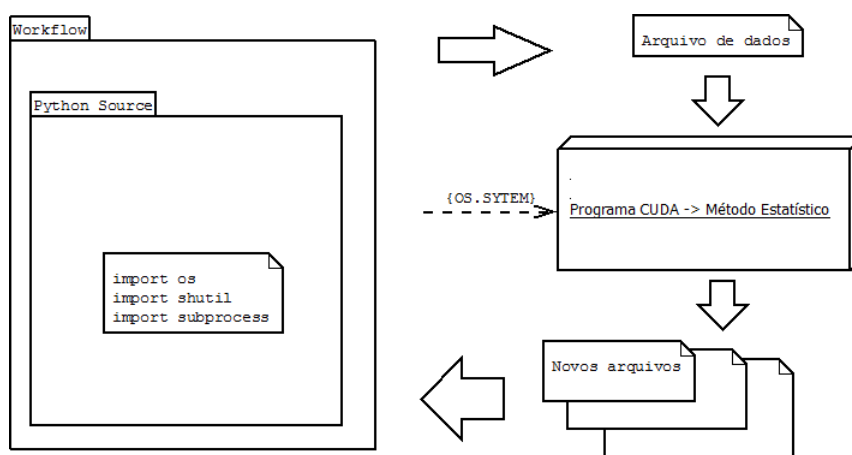 Workflow
Python Source
import os
import shutil
import subprocess
Arquivo de dados
{OS.SYTEM}
Programa CUDA -> Método Estatístico
Novos arquivos